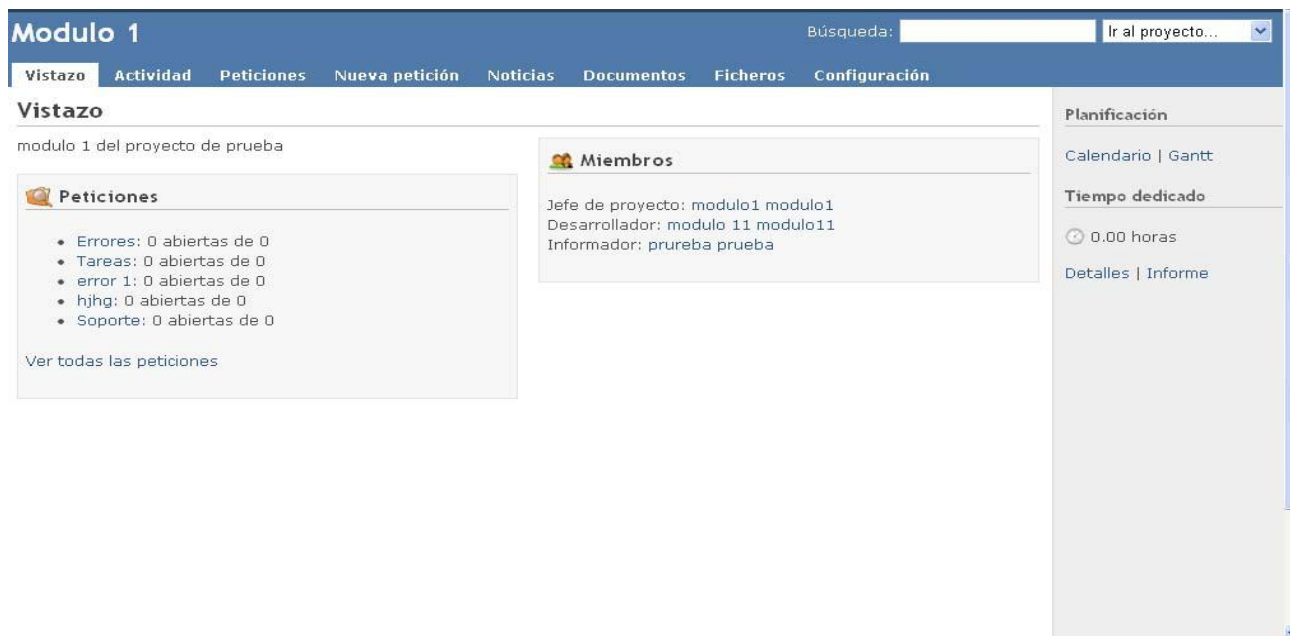 Modulo 1
Búsqueda:
Ir al proyecto...
Vistazo Actividad Peticiones Nueva petición Noticias Documentos Ficheros Configuración
Vistazo
modulo 1 del proyecto de prueba
Peticiones
Errores: 0 abiertas de 0
Tareas: 0 abiertas de 0
error 1: 0 abiertas de 0
hjhg: 0 abiertas de 0
Soporte: 0 abiertas de 0
Ver todas las peticiones
Miembros
Jefe de proyecto: modulo1 modulo1
Desarrollador: modulo 11 modulo11
Informador: prureba prueba
Planificación
Calendario | Gantt
Tiempo dedicado
0.00 horas
Detalles | Informe